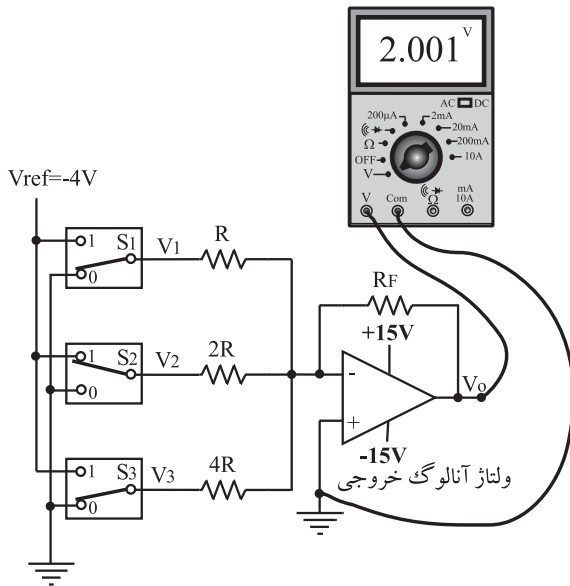 2.001 V
AC DC
200μA
2mA
20mA
200mA
10A
Ω
OFF
V
V
Com
Ω
mA
10A
Vref=-4V
1
S1
0
V1
R
1
S2
0
V2
2R
1
S3
0
V3
4R
RF
+15V
-
+
Vo
-15V
ولتاژ آنالوگ خروجی